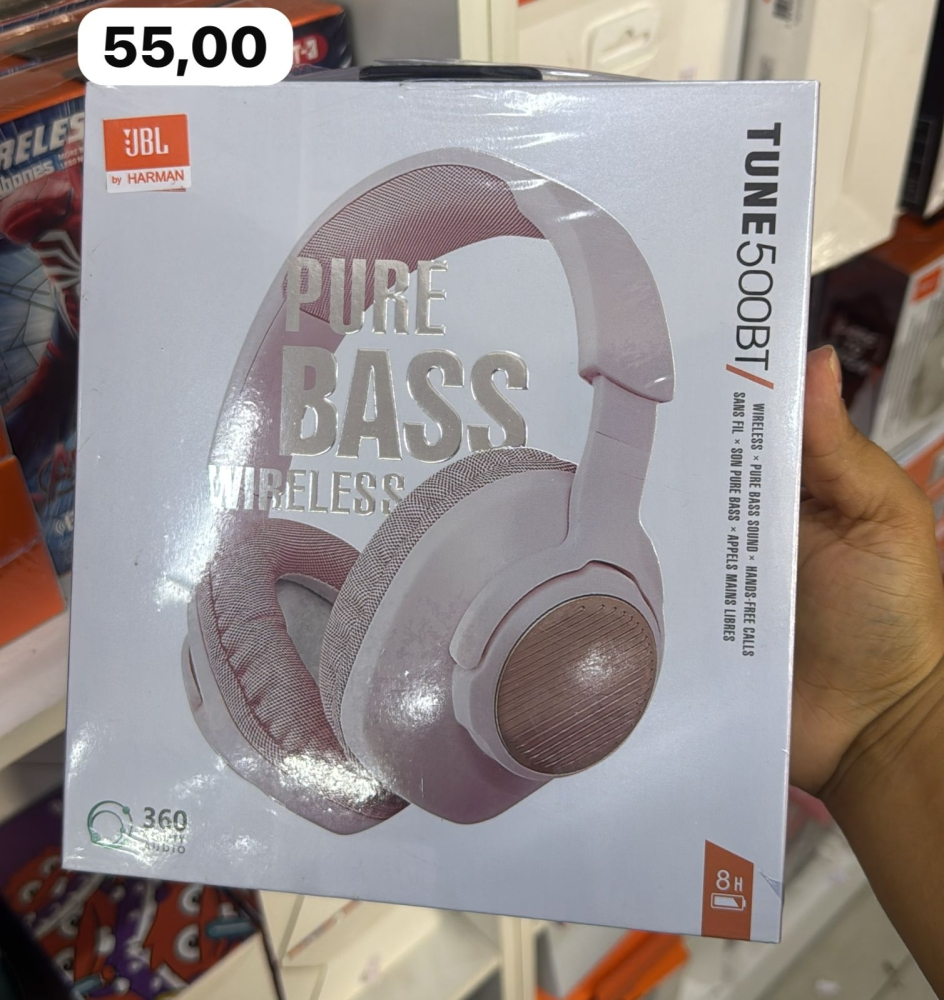 55,00
JBL
by HARMAN
TUNE500BT/
WIRELESS × PURE BASS SOUND × HANDS-FREE CALLS
SANS FIL × SON PURE BASS × APPELS MAINS LIBRES
PURE
BASS
WIRELESS
360
AUDIO
8H